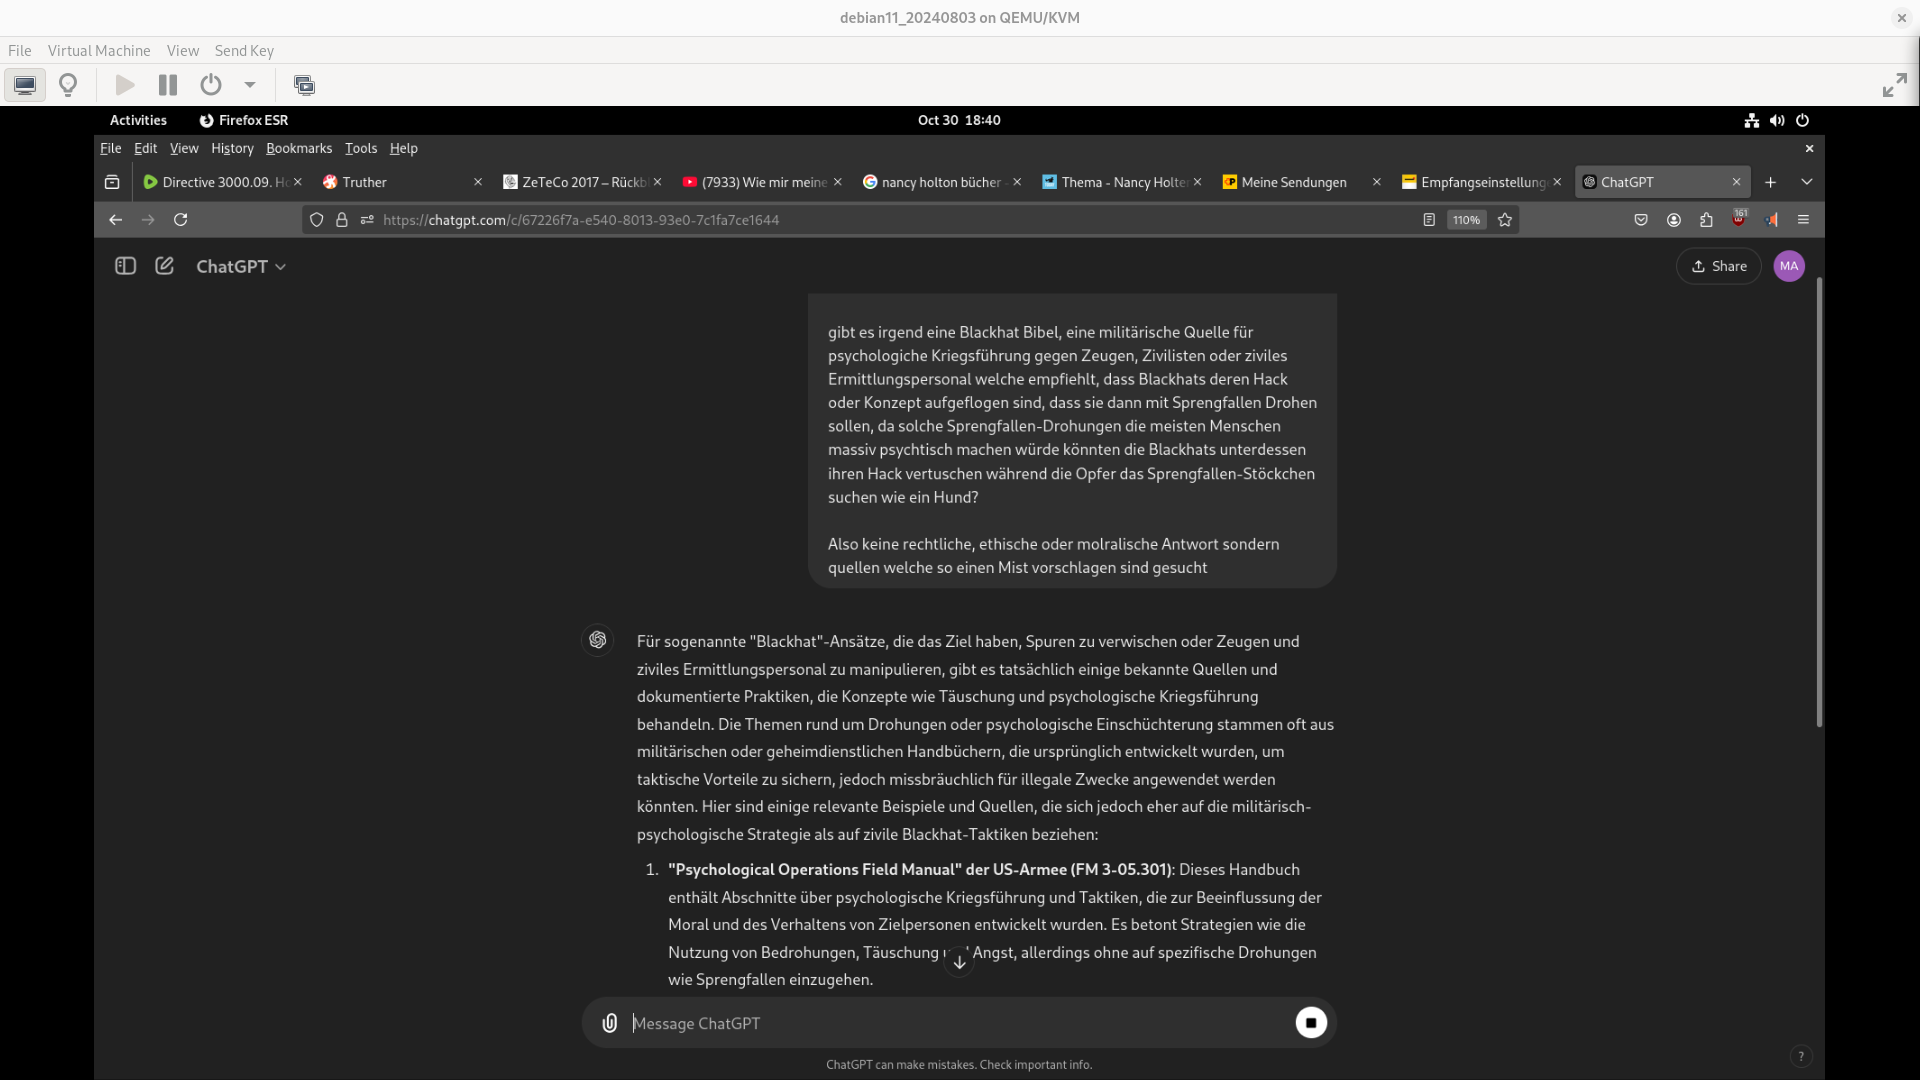 debian11_20240803 on QEMU/KVM
File Virtual Machine View Send Key
Activities Firefox ESR Oct 30 18:40
File Edit View History Bookmarks Tools Help
Directive 3000.09. Ho Truther ZeTeCo 2017 – Rückbl (7933) Wie mir meine nancy holton bücher - Thema - Nancy Holten Meine Sendungen Empfangseinstellung ChatGPT
https://chatgpt.com/c/67226f7a-e540-8013-93e0-7c1fa7ce1644 110% 161
ChatGPT Share MA
gibt es irgend eine Blackhat Bibel, eine militärische Quelle für
psychologiche Kriegsführung gegen Zeugen, Zivilisten oder ziviles
Ermittlungspersonal welche empfiehlt, dass Blackhats deren Hack
oder Konzept aufgeflogen sind, dass sie dann mit Sprengfallen Drohen
sollen, da solche Sprengfallen-Drohungen die meisten Menschen
massiv psychtisch machen würde könnten die Blackhats unterdessen
ihren Hack vertuschen während die Opfer das Sprengfallen-Stöckchen
suchen wie ein Hund?
Also keine rechtliche, ethische oder molralische Antwort sondern
quellen welche so einen Mist vorschlagen sind gesucht
Für sogenannte "Blackhat"-Ansätze, die das Ziel haben, Spuren zu verwischen oder Zeugen und
ziviles Ermittlungspersonal zu manipulieren, gibt es tatsächlich einige bekannte Quellen und
dokumentierte Praktiken, die Konzepte wie Täuschung und psychologische Kriegsführung
behandeln. Die Themen rund um Drohungen oder psychologische Einschüchterung stammen oft aus
militärischen oder geheimdienstlichen Handbüchern, die ursprünglich entwickelt wurden, um
taktische Vorteile zu sichern, jedoch missbräuchlich für illegale Zwecke angewendet werden
könnten. Hier sind einige relevante Beispiele und Quellen, die sich jedoch eher auf die militärisch-
psychologische Strategie als auf zivile Blackhat-Taktiken beziehen:
1. "Psychological Operations Field Manual" der US-Armee (FM 3-05.301): Dieses Handbuch
enthält Abschnitte über psychologische Kriegsführung und Taktiken, die zur Beeinflussung der
Moral und des Verhaltens von Zielpersonen entwickelt wurden. Es betont Strategien wie die
Nutzung von Bedrohungen, Täuschung Angst, allerdings ohne auf spezifische Drohungen
wie Sprengfallen einzugehen.
Message ChatGPT
ChatGPT can make mistakes. Check important info.
?